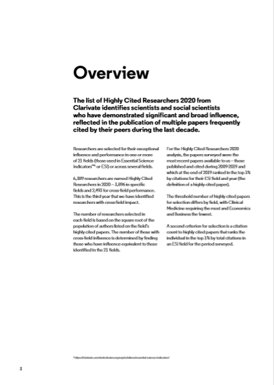 Overview
The list of Highly Cited Researchers 2020 from
Clarivate identifies scientists and social scientists
who have demonstrated significant and broad influence,
reflected in the publication of multiple papers frequently
cited by their peers during the last decade.
Researchers are selected for their exceptional
influence and performance in one or more
of 21 fields (those used in Essential Science
Indicators™ or ESI) or across several fields.
6,389 researchers are named Highly Cited
Researchers in 2020 – 3,896 in specific
fields and 2,493 for cross-field performance.
This is the third year that we have identified
researchers with cross-field impact.
The number of researchers selected in
each field is based on the square root of the
population of authors listed on the field's
highly cited papers. The number of those with
cross-field influence is determined by finding
those who have influence equivalent to those
identified in the 21 fields.
For the Highly Cited Researchers 2020
analysis, the papers surveyed were the
most recent papers available to us – those
published and cited during 2009-2019 and
which at the end of 2019 ranked in the top 1%
by citations for their ESI field and year (the
definition of a highly cited paper).
The threshold number of highly cited papers
for selection differs by field, with Clinical
Medicine requiring the most and Economics
and Business the fewest.
A second criterion for selection is a citation
count to highly cited papers that ranks the
individual in the top 1% by total citations in
an ESI field for the period surveyed.